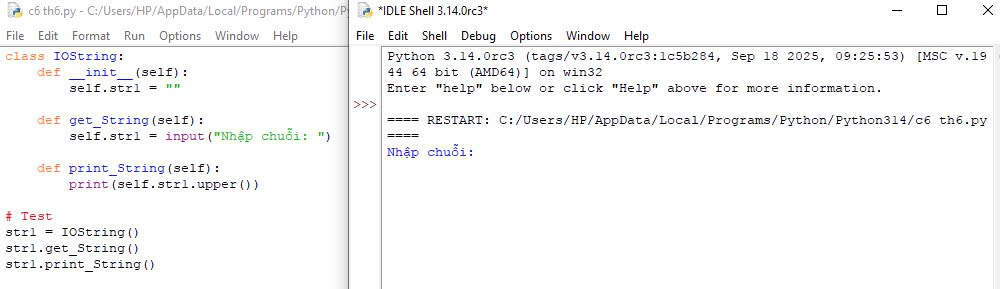 c6 th6.py - C:/Users/HP/AppData/Local/Programs/Python/P
File Edit Format Run Options Window Help
class IOString:
    def __init__(self):
        self.str1 = ""
    def get_String(self):
        self.str1 = input("Nhập chuỗi: ")
    def print_String(self):
        print(self.str1.upper())
# Test
str1 = IOString()
str1.get_String()
str1.print_String()
*IDLE Shell 3.14.0rc3*
File Edit Shell Debug Options Window Help
Python 3.14.0rc3 (tags/v3.14.0rc3:1c5b284, Sep 18 2025, 09:25:53) [MSC v.19
44 64 bit (AMD64)] on win32
Enter "help" below or click "Help" above for more information.
>>>
==== RESTART: C:/Users/HP/AppData/Local/Programs/Python/Python314/c6 th6.py
====
Nhập chuỗi: